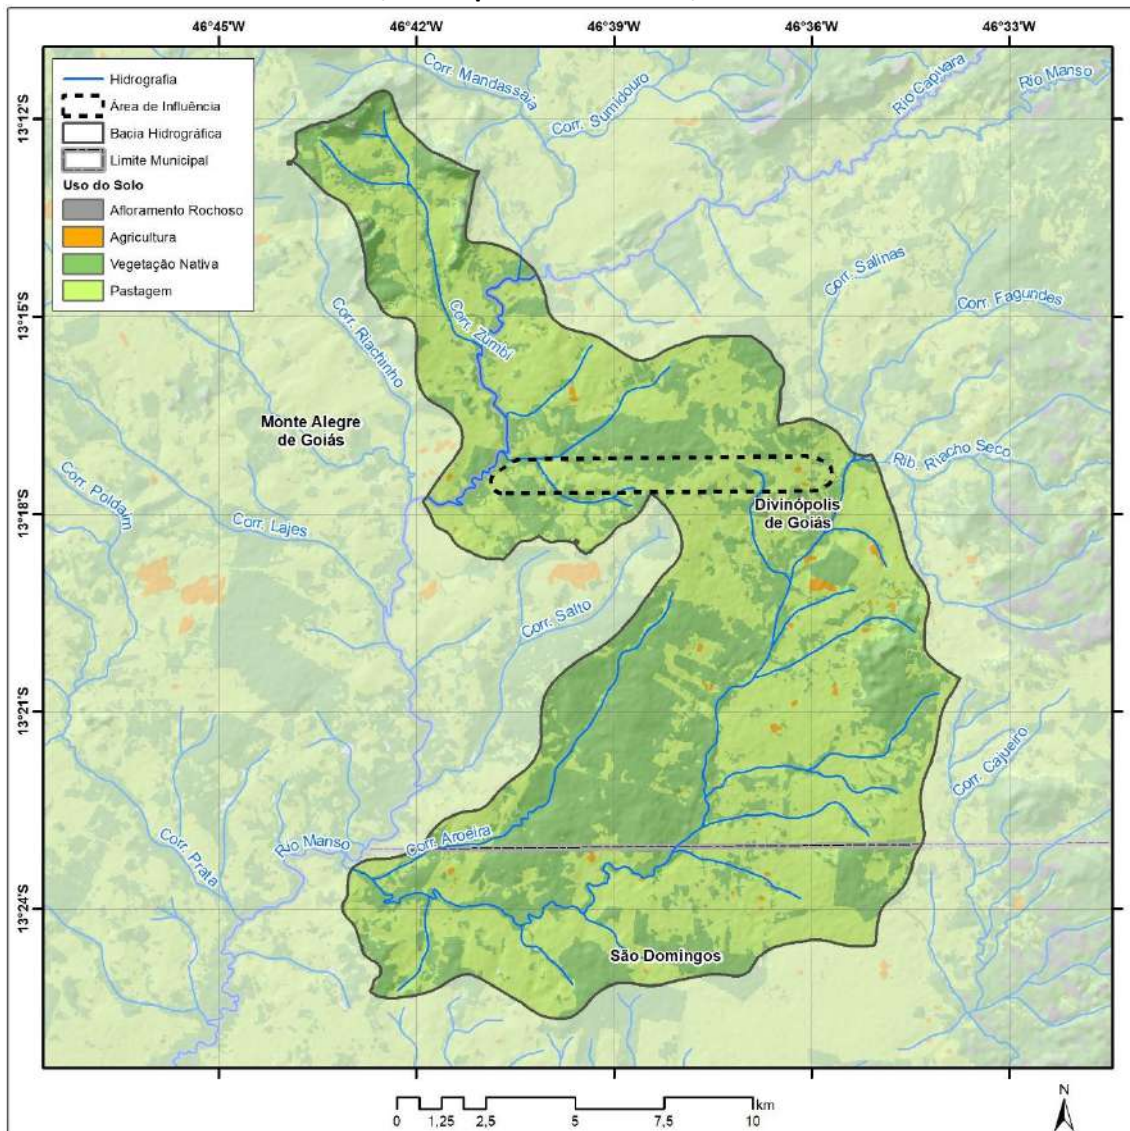 46°45'W
46°42'W
46°39'W
46°36'W
46°33'W
Hidrografia
Área de Influência
Bacia Hidrográfica
Limite Municipal
Uso do Solo
Afloramento Rochoso
Agricultura
Vegetação Nativa
Pastagem
Corr. Mandassaia
Corr. Sumidouro
Rio Capivara
Rio Manso
13°12'S
Corr. Salinas
Corr. Fagundes
13°15'S
Corr. Riachinho
Corr. Zumbi
Monte Alegre
de Goiás
Rib. Riacho Seco
Corr. Poldaim
Corr. Lajes
13°18'S
Divinópolis
de Goiás
Corr. Salto
13°21'S
Corr. Cajueiro
Corr. Prata
Rio Manso
Corr. Aroeira
13°24'S
São Domingos
km
0 1,25 2,5 5 7,5 10
N